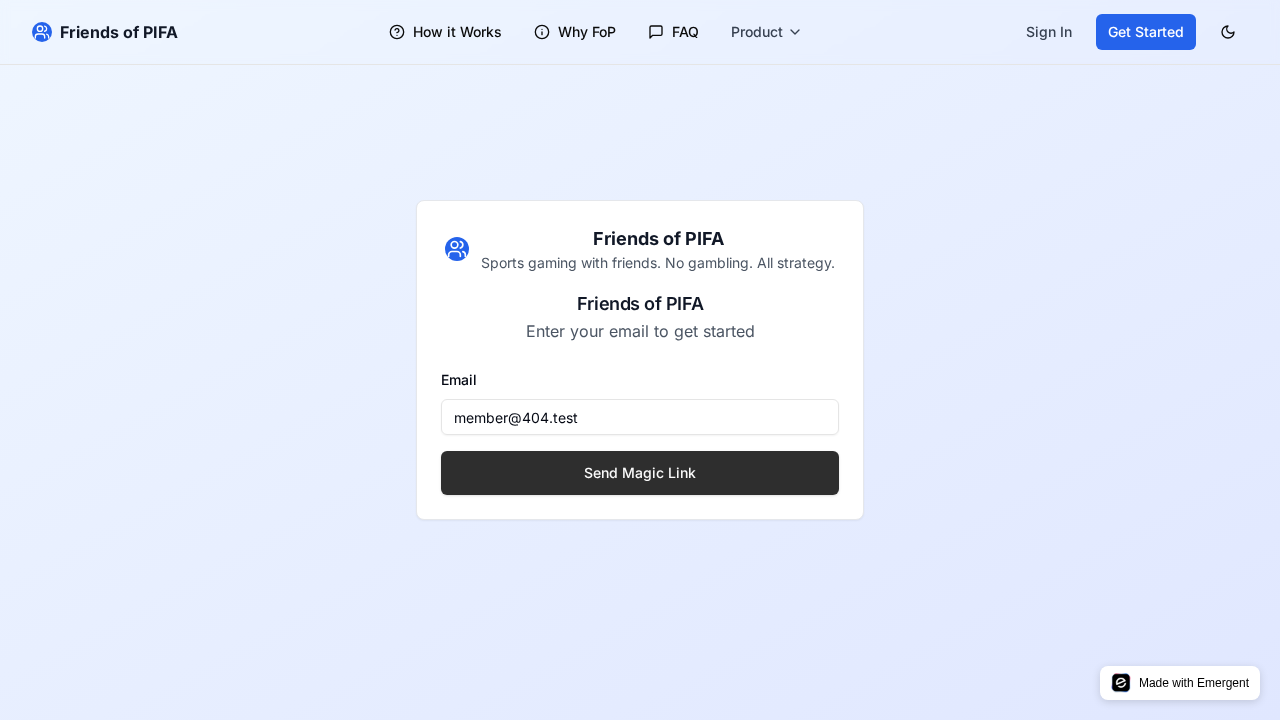 Friends of PIFA
How it Works
Why FoP
FAQ
Product
Sign In
Get Started
Friends of PIFA
Sports gaming with friends. No gambling. All strategy.
Friends of PIFA
Enter your email to get started
Email
member@404.test
Send Magic Link
Made with Emergent